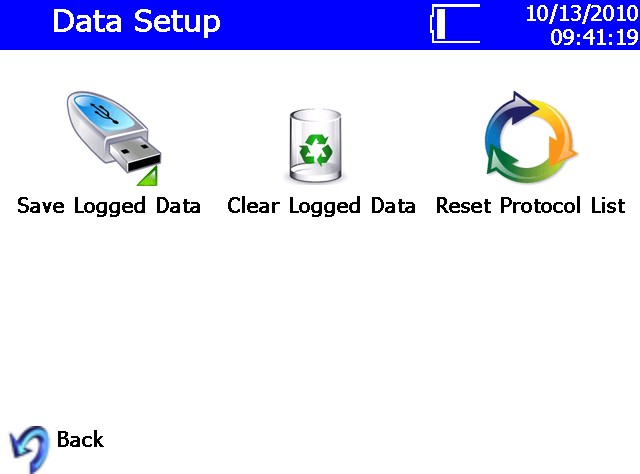 Data Setup
10/13/2010
09:41:19
Save Logged Data
Clear Logged Data
Reset Protocol List
Back